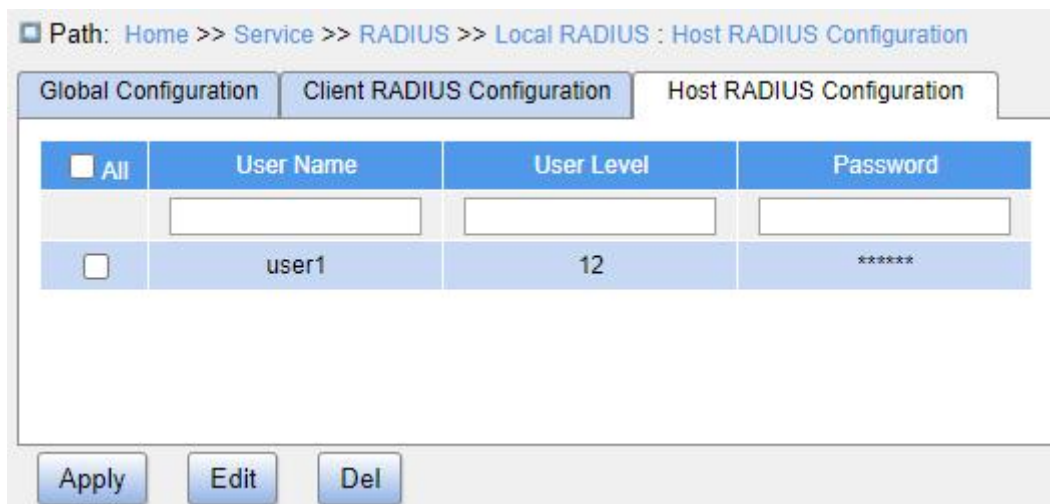 Path: Home >> Service >> RADIUS >> Local RADIUS : Host RADIUS Configuration
Global Configuration Client RADIUS Configuration Host RADIUS Configuration
All User Name User Level Password
user1 12 ******
Apply Edit Del